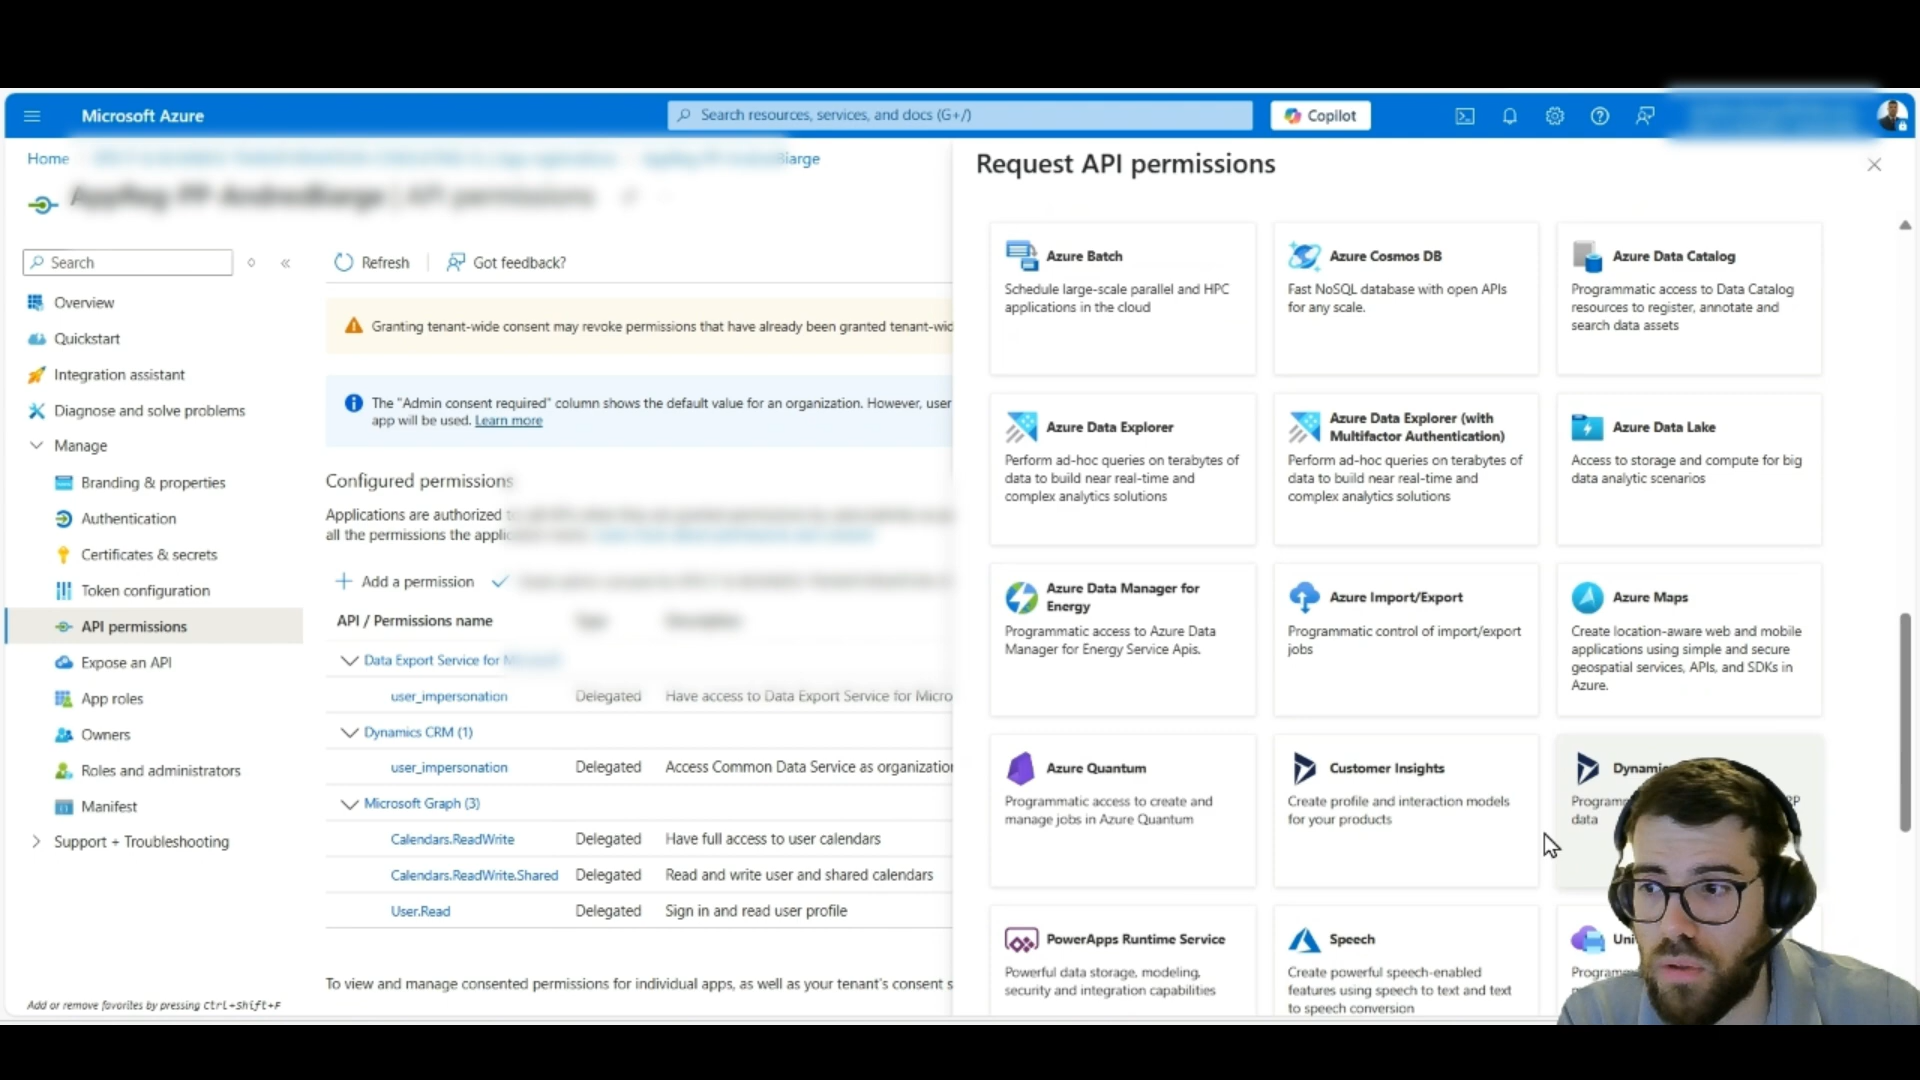 Microsoft Azure
Search resources, services, and docs (G+/)
Copilot
Home
Biarge
Request API permissions
Search
Refresh
Got feedback?
Overview
Quickstart
Integration assistant
Diagnose and solve problems
Manage
Branding & properties
Authentication
Certificates & secrets
Token configuration
API permissions
Expose an API
App roles
Owners
Roles and administrators
Manifest
Support + Troubleshooting
Add or remove favorites by pressing Ctrl+Shift+F
Granting tenant-wide consent may revoke permissions that have already been granted tenant-wid
The "Admin consent required" column shows the default value for an organization. However, user
app will be used. Learn more
Configured permissions
Applications are authorized
all the permissions the applic
Add a permission
API / Permissions name
Type
Description
Data Export Service for M
user_impersonation Delegated Have access to Data Export Service for Micro
Dynamics CRM (1)
user_impersonation Delegated Access Common Data Service as organization
Microsoft Graph (3)
Calendars.ReadWrite Delegated Have full access to user calendars
Calendars.ReadWrite.Shared Delegated Read and write user and shared calendars
User.Read Delegated Sign in and read user profile
To view and manage consented permissions for individual apps, as well as your tenant's consent s
Azure Batch
Schedule large-scale parallel and HPC
applications in the cloud
Azure Cosmos DB
Fast NoSQL database with open APIs
for any scale.
Azure Data Catalog
Programmatic access to Data Catalog
resources to register, annotate and
search data assets
Azure Data Explorer
Perform ad-hoc queries on terabytes of
data to build near real-time and
complex analytics solutions
Azure Data Explorer (with
Multifactor Authentication)
Perform ad-hoc queries on terabytes of
data to build near real-time and
complex analytics solutions
Azure Data Lake
Access to storage and compute for big
data analytic scenarios
Azure Data Manager for
Energy
Programmatic access to Azure Data
Manager for Energy Service Apis.
Azure Import/Export
Programmatic control of import/export
jobs
Azure Maps
Create location-aware web and mobile
applications using simple and secure
geospatial services, APIs, and SDKs in
Azure.
Azure Quantum
Programmatic access to create and
manage jobs in Azure Quantum
Customer Insights
Create profile and interaction models
for your products
Dynamic
Program
data
PowerApps Runtime Service
Powerful data storage, modeling,
security and integration capabilities
Speech
Create powerful speech-enabled
features using speech to text and text
to speech conversion
Uni
Program